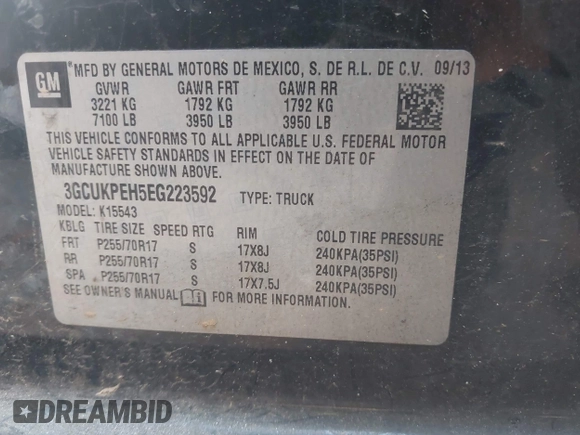 GM
*MFD BY GENERAL MOTORS DE MEXICO, S. DE R.L. DE C.V. 09/13
GVWR GAWR FRT GAWR RR
3221 KG 1792 KG 1792 KG
7100 LB 3950 LB 3950 LB
THIS VEHICLE CONFORMS TO ALL APPLICABLE U.S. FEDERAL MOTOR
VEHICLE SAFETY STANDARDS IN EFFECT ON THE DATE OF
MANUFACTURE SHOWN ABOVE.
3GCUKPEH5EG223592 TYPE: TRUCK
MODEL: K15543
KBLG TIRE SIZE SPEED RTG RIM COLD TIRE PRESSURE
FRT P255/70R17 S 17X8J 240KPA(35PSI)
RR P255/70R17 S 17X8J 240KPA(35PSI)
SPA P255/70R17 S 17X7.5J 240KPA(35PSI)
SEE OWNER'S MANUAL FOR MORE INFORMATION.
DREAMBID